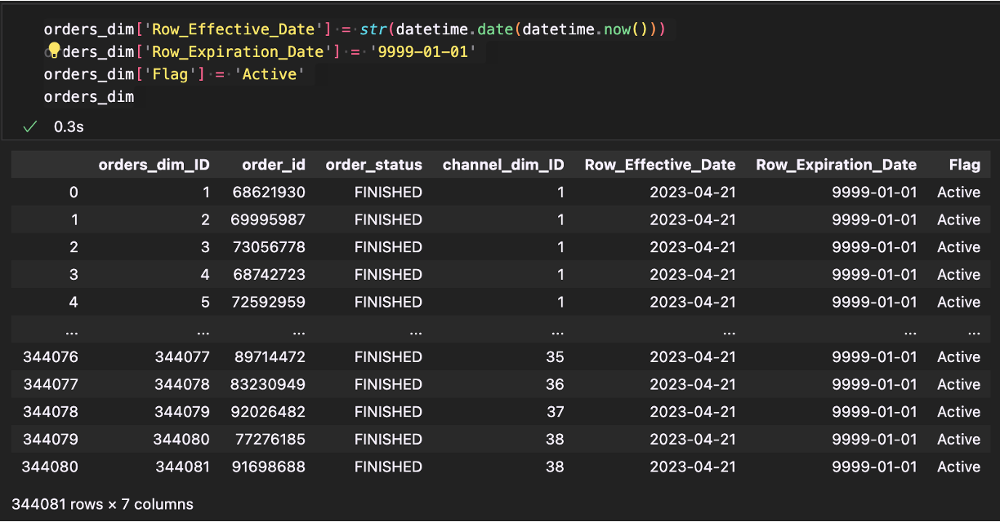 orders_dim['Row_Effective_Date'] = str(datetime.date(datetime.now()))
ders_dim['Row_Expiration_Date'] = '9999-01-01'
orders_dim['Flag'] = 'Active'
orders_dim
✓ 0.3s
orders_dim_ID order_id order_status channel_dim_ID Row_Effective_Date Row_Expiration_Date Flag
0 1 68621930 FINISHED 1 2023-04-21 9999-01-01 Active
1 2 69995987 FINISHED 1 2023-04-21 9999-01-01 Active
2 3 73056778 FINISHED 1 2023-04-21 9999-01-01 Active
3 4 68742723 FINISHED 1 2023-04-21 9999-01-01 Active
4 5 72592959 FINISHED 1 2023-04-21 9999-01-01 Active
... ... ... ... ... ... ... ...
344076 344077 89714472 FINISHED 35 2023-04-21 9999-01-01 Active
344077 344078 83230949 FINISHED 36 2023-04-21 9999-01-01 Active
344078 344079 92026482 FINISHED 37 2023-04-21 9999-01-01 Active
344079 344080 77276185 FINISHED 38 2023-04-21 9999-01-01 Active
344080 344081 91698688 FINISHED 38 2023-04-21 9999-01-01 Active
344081 rows × 7 columns